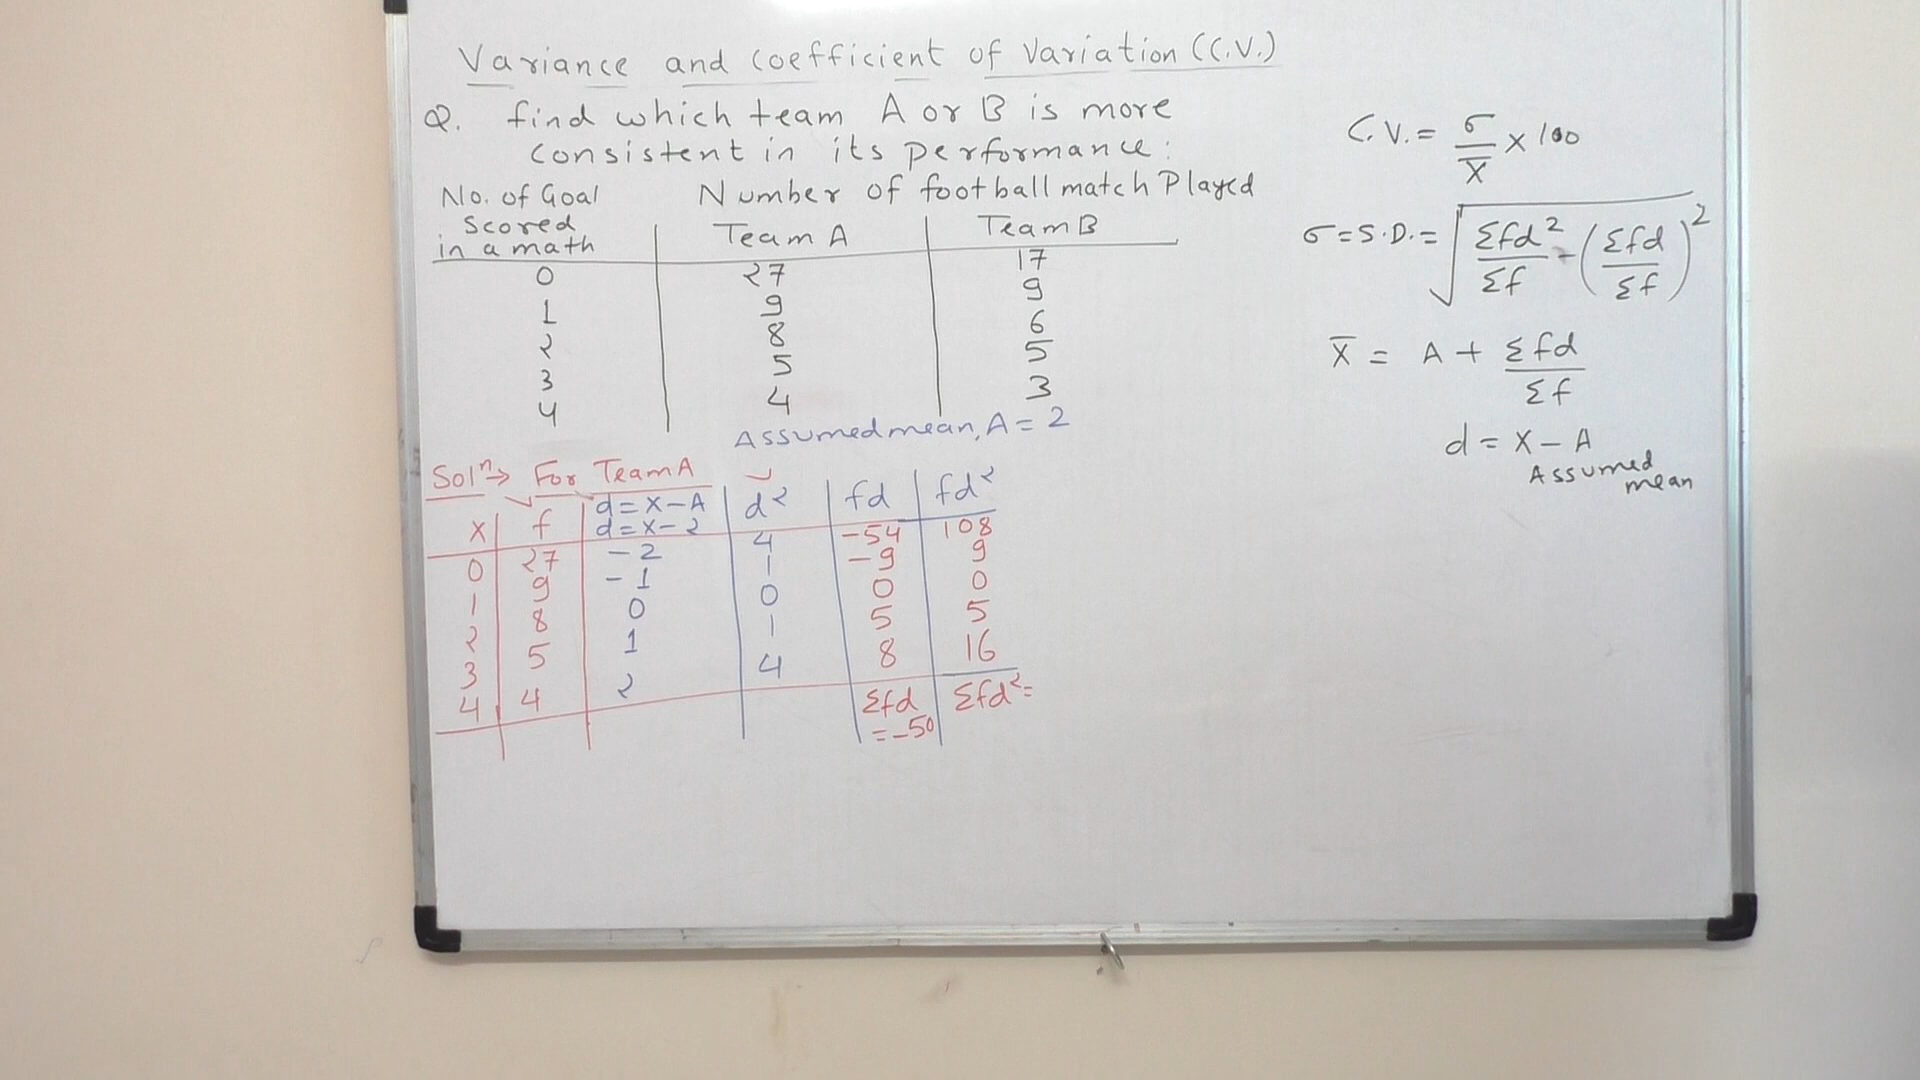 Variance and coefficient of Variation (C.V.)
Q. find which team A or B is more
consistent in its performance:
No. of Goal
scored
in a math
Number of football match Played
Team A
Team B
0 27 17
1 9 9
2 8 6
3 5 5
4 4 3
Assumed mean, A = 2
Solⁿ→ For Team A
x f d=x-A d² fd fd²
d=x-2
0 27 -2 4 -54 108
1 9 -1 1 -9 9
2 8 0 0 0 0
3 5 1 1 5 5
4 4 2 4 8 16
Σfd Σfd²=
=-50
C.V. = σ/x̄ × 100
σ = S.D. = √Σfd²/Σf - (Σfd/Σf)²
x̄ = A + Σfd/Σf
d = x - A
Assumed
mean